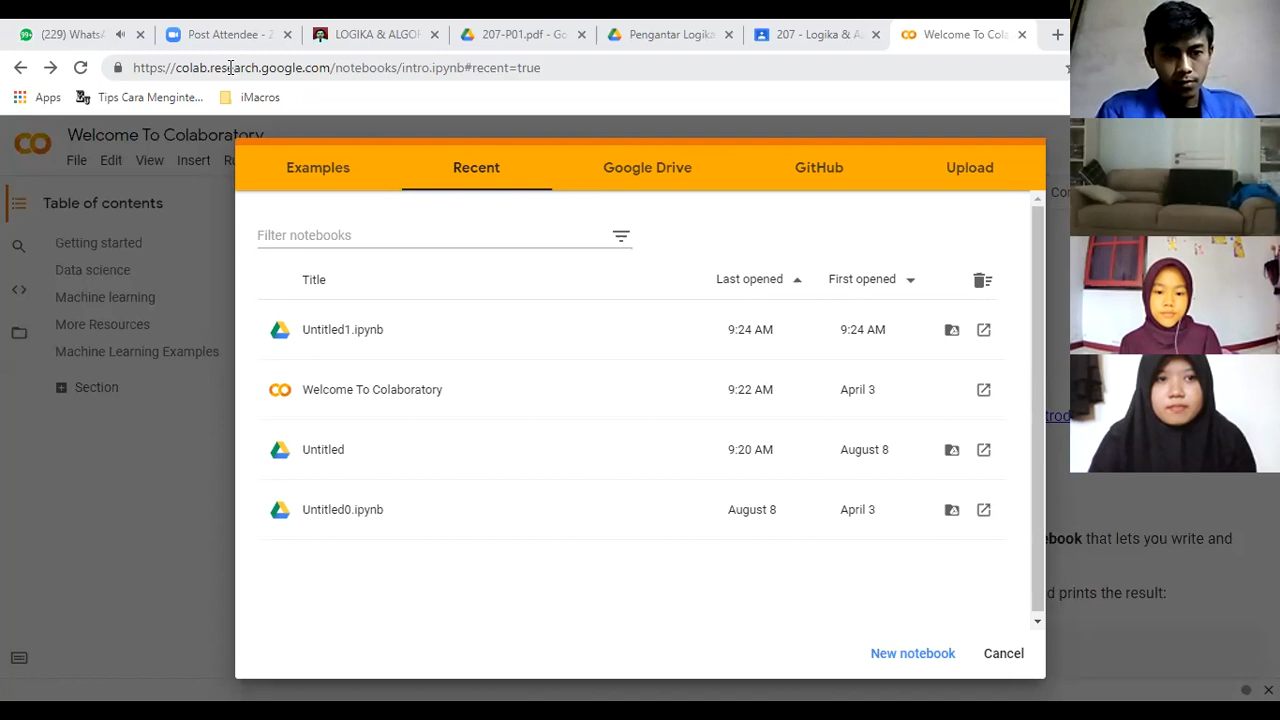 (229) WhatsA
Post Attendee - Z
LOGIKA & ALGOR
207-P01.pdf - Go
Pengantar Logika
207 - Logika & A
Welcome To Cola
https://colab.research.google.com/notebooks/intro.ipynb#recent=true
Apps
Tips Cara Menginte...
iMacros
Welcome To Colaboratory
File Edit View Insert Ru
Table of contents
Getting started
Data science
Machine learning
More Resources
Machine Learning Examples
Section
Examples
Recent
Google Drive
GitHub
Upload
Filter notebooks
Title Last opened First opened
Untitled1.ipynb 9:24 AM 9:24 AM
Welcome To Colaboratory 9:22 AM April 3
Untitled 9:20 AM August 8
Untitled0.ipynb August 8 April 3
New notebook Cancel
Co
trod
ebook that lets you write and
d prints the result: